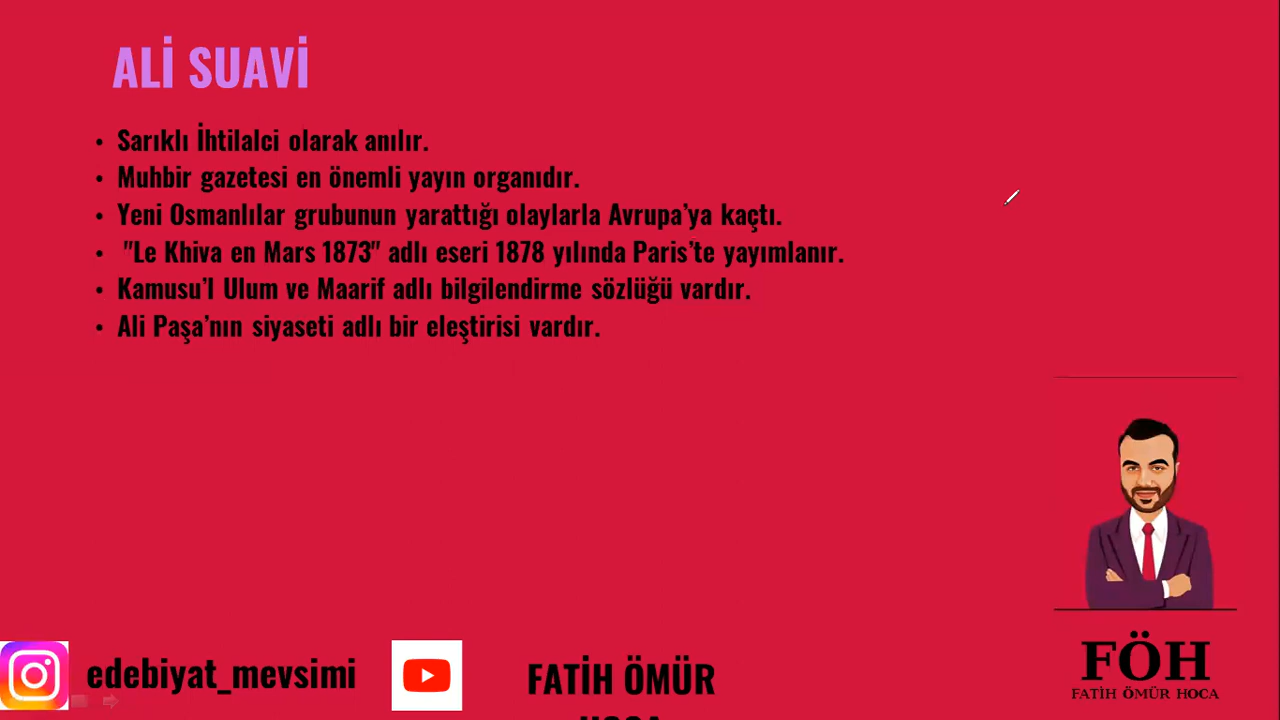 ALİ SUAVİ
• Sarıklı İhtilalci olarak anılır.
• Muhbir gazetesi en önemli yayın organıdır.
• Yeni Osmanlılar grubunun yarattığı olaylarla Avrupa’ya kaçtı.
• "Le Khiva en Mars 1873" adlı eseri 1878 yılında Paris’te yayımlanır.
• Kamusu’l Ulum ve Maarif adlı bilgilendirme sözlüğü vardır.
• Ali Paşa’nın siyaseti adlı bir eleştirisi vardır.
FÖH
FATİH ÖMÜR HOCA
edebiyat_mevsimi
FATİH ÖMÜR
HOCA